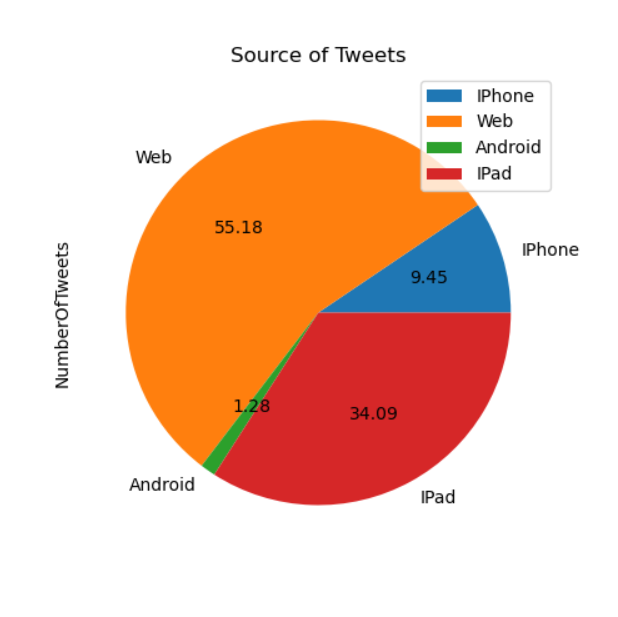 Source of Tweets
IPhone
Web
Android
IPad
Web
55.18
IPhone
9.45
NumberOfTweets
1.28
34.09
Android
IPad